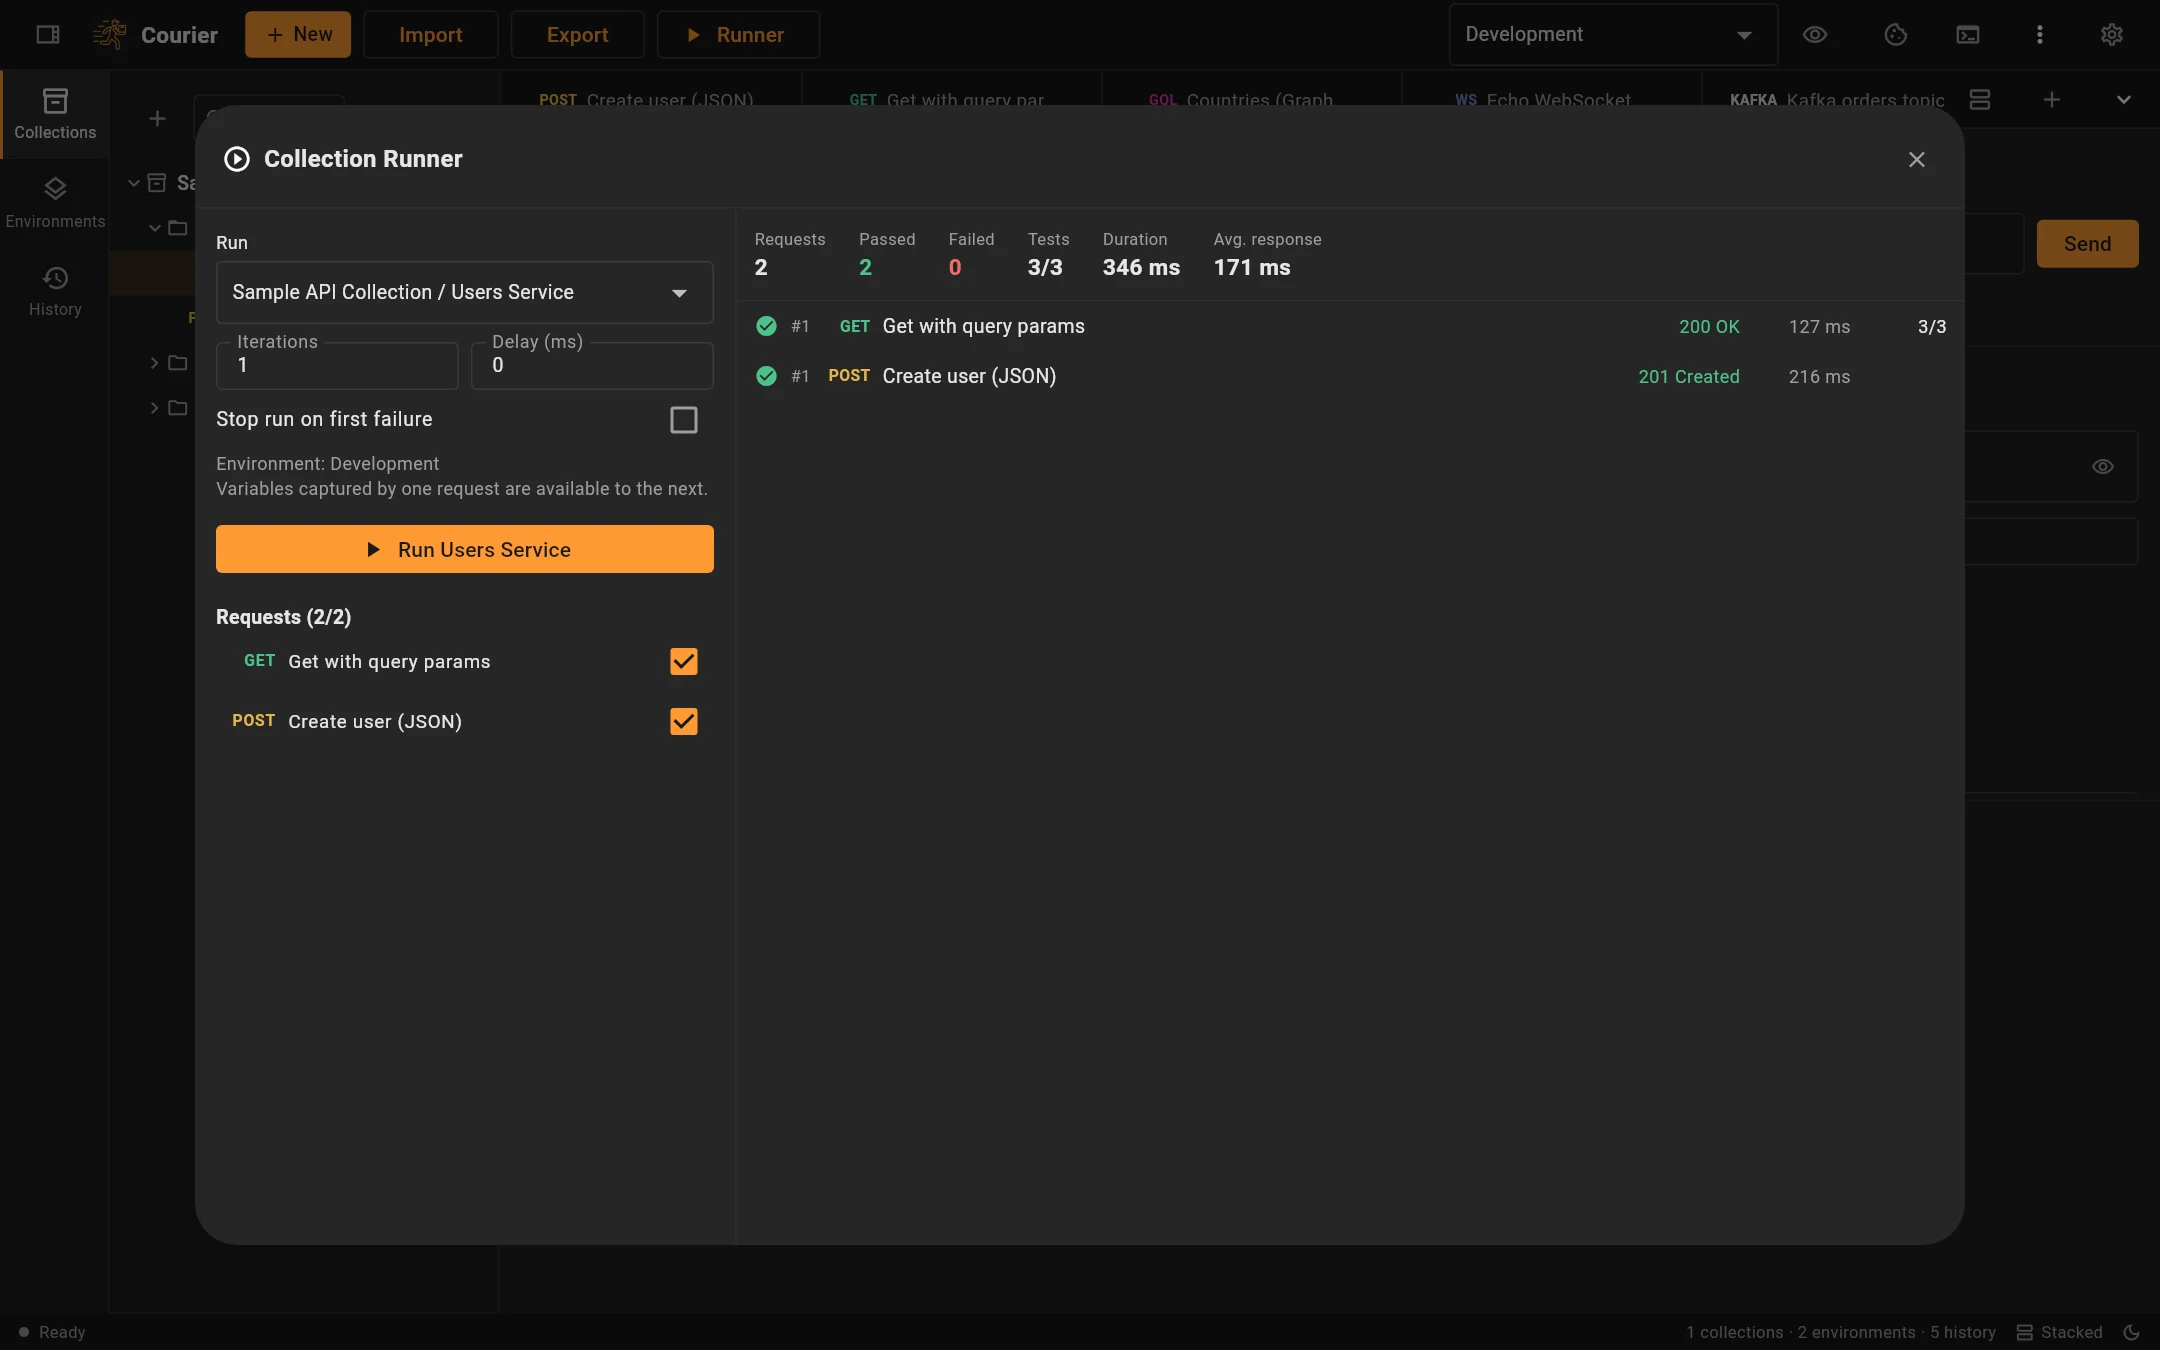 Courier
+ New
Import
Export
Runner
Development
Collections
Environments
History
POST Create user (JSON)
GET Get with query par
GQL Countries (Graph
WS Echo WebSocket
KAFKA Kafka orders topic
Send
Collection Runner
Run
Sample API Collection / Users Service
Iterations
1
Delay (ms)
0
Stop run on first failure
Environment: Development
Variables captured by one request are available to the next.
Run Users Service
Requests (2/2)
GET Get with query params
POST Create user (JSON)
Requests
2
Passed
2
Failed
0
Tests
3/3
Duration
346 ms
Avg. response
171 ms
#1 GET Get with query params 200 OK 127 ms 3/3
#1 POST Create user (JSON) 201 Created 216 ms
Ready
1 collections · 2 environments · 5 history
Stacked